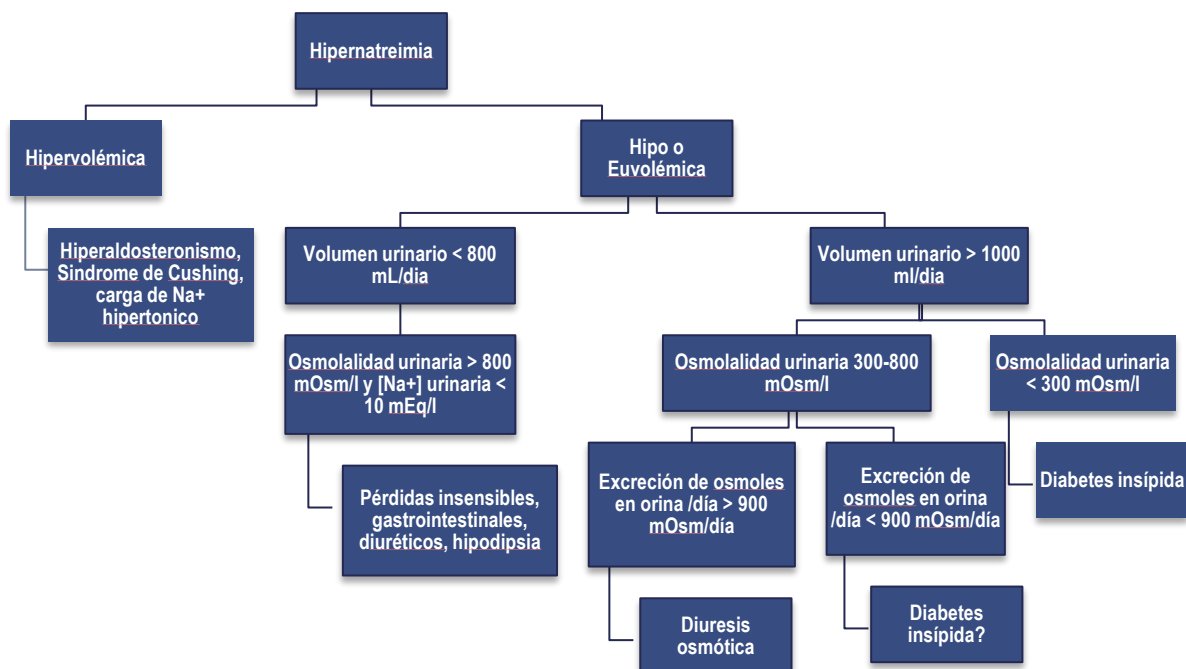 Hipernatreimia
Hipervolémica
Hipo o
Euvolémica
Hiperaldosteronismo,
Sindrome de Cushing,
carga de Na+
hipertonico
Volumen urinario < 800
mL/dia
Volumen urinario > 1000
ml/dia
Osmolalidad urinaria > 800
mOsm/l y [Na+] urinaria <
10 mEq/l
Osmolalidad urinaria 300-800
mOsm/l
Osmolalidad urinaria
< 300 mOsm/l
Pérdidas insensibles,
gastrointestinales,
diuréticos, hipodipsia
Excreción de osmoles
en orina /día > 900
mOsm/día
Excreción de
osmoles en orina
/día < 900 mOsm/día
Diabetes insípida
Diuresis
osmótica
Diabetes
insípida?